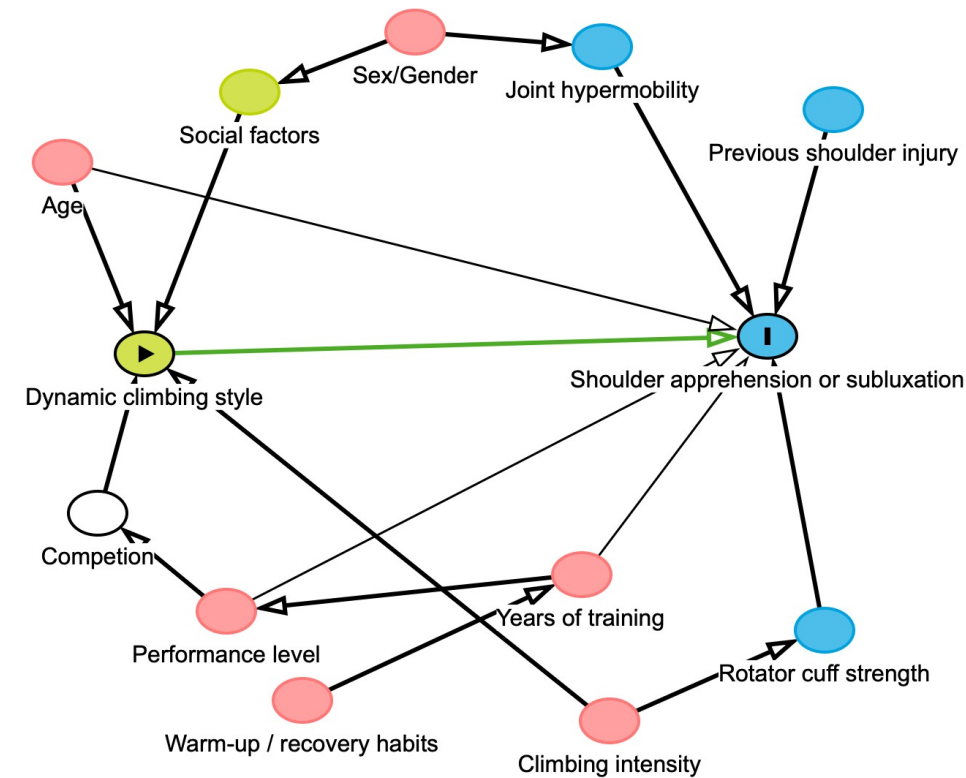 Sex/Gender
Joint hypermobility
Social factors
Previous shoulder injury
Age
Shoulder apprehension or subluxation
Dynamic climbing style
Competion
Years of training
Performance level
Rotator cuff strength
Warm-up / recovery habits
Climbing intensity